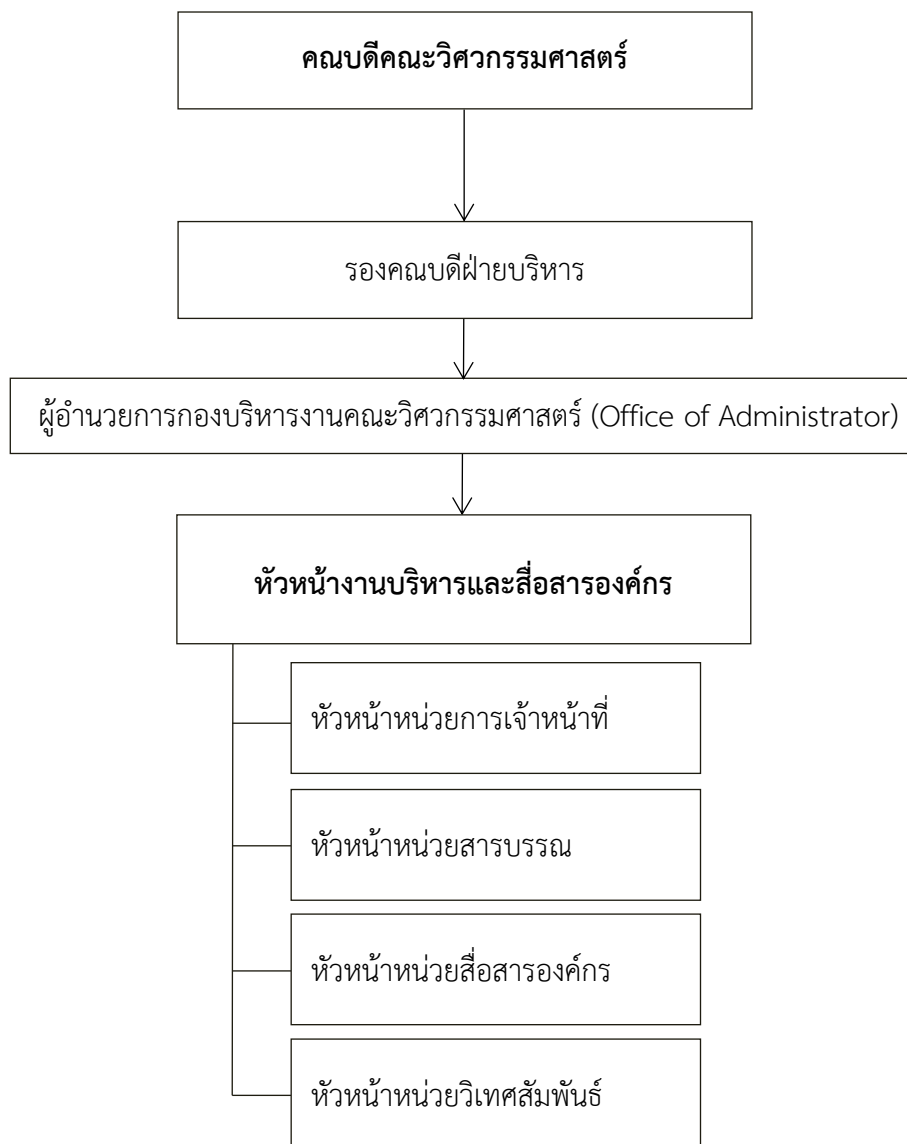 คณบดีคณะวิศวกรรมศาสตร์
รองคณบดีฝ่ายบริหาร
ผู้อำนวยการกองบริหารงานคณะวิศวกรรมศาสตร์ (Office of Administrator)
หัวหน้างานบริหารและสื่อสารองค์กร
หัวหน้าหน่วยการเจ้าหน้าที่
หัวหน้าหน่วยสารบรรณ
หัวหน้าหน่วยสื่อสารองค์กร
หัวหน้าหน่วยวิเทศสัมพันธ์